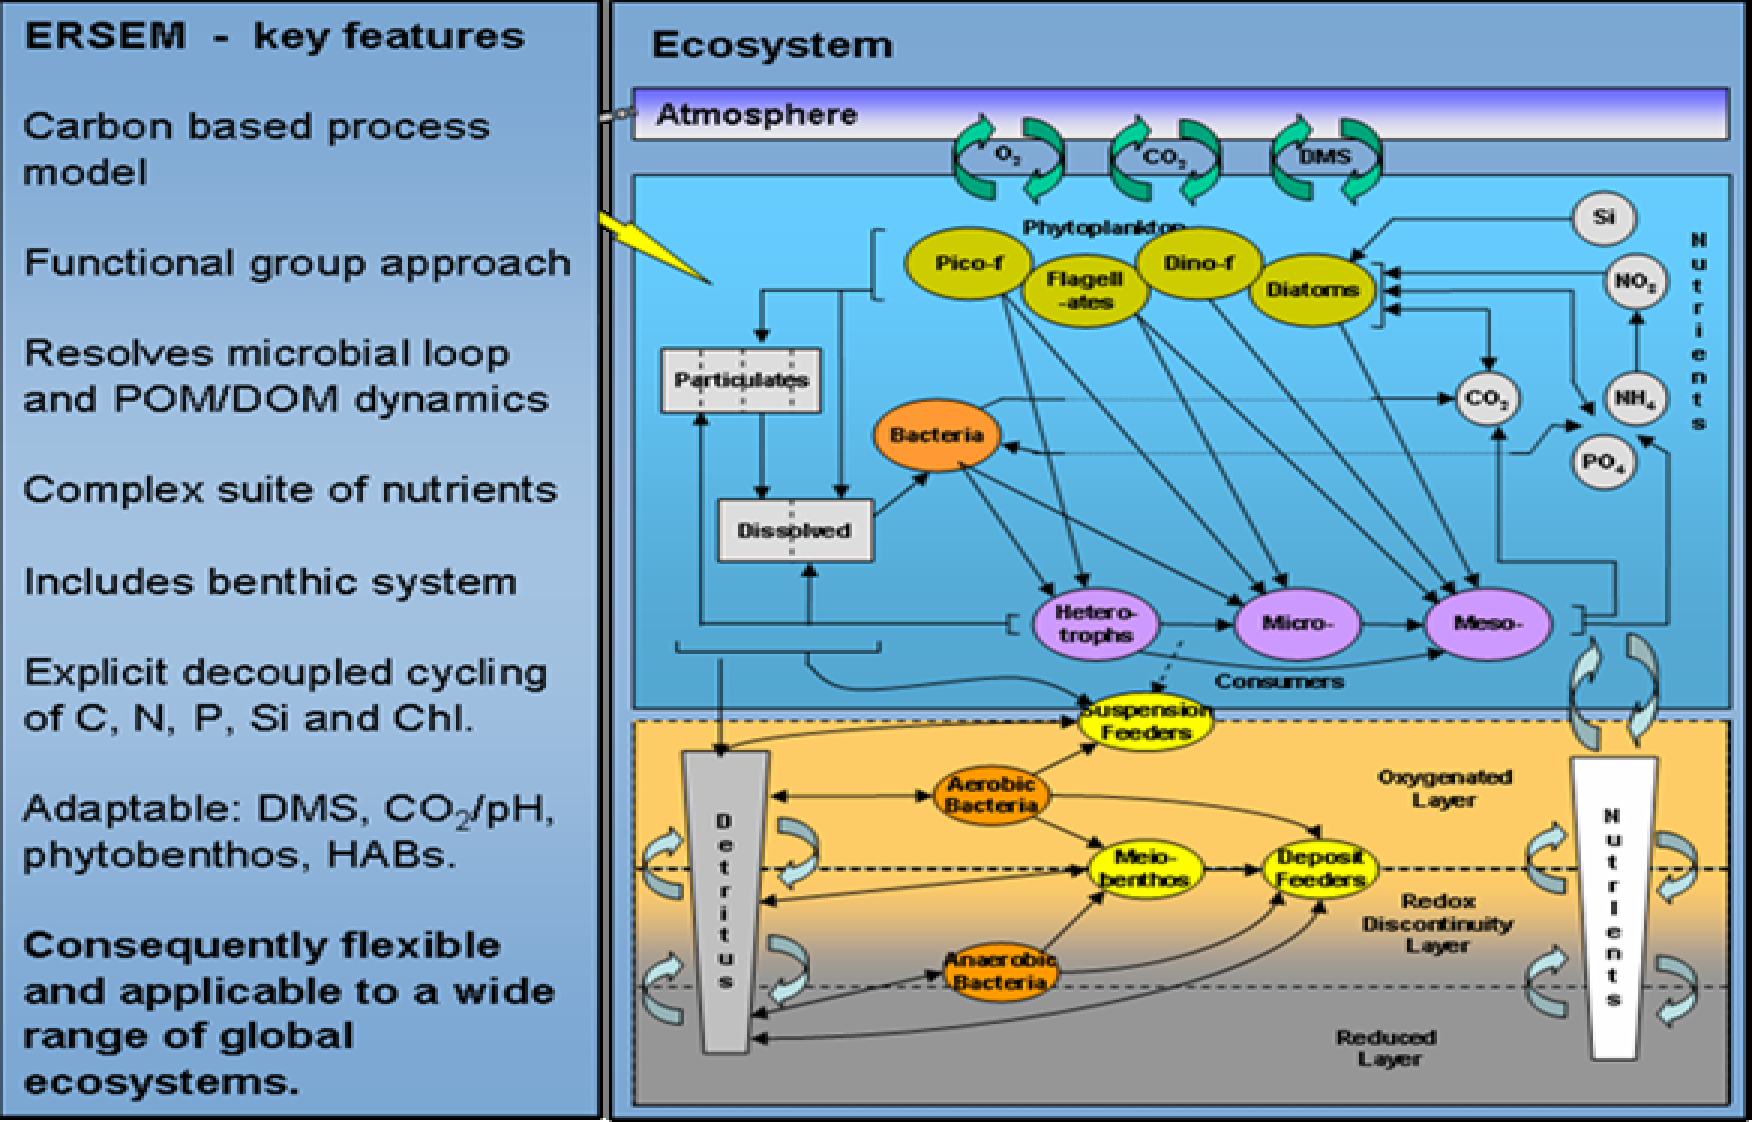 ERSEM - key features
Carbon based process
model
Functional group approach
Resolves microbial loop
and POM/DOM dynamics
Complex suite of nutrients
Includes benthic system
Explicit decoupled cycling
of C, N, P, Si and Chl.
Adaptable: DMS, CO₂/pH,
phytobenthos, HABs.
Consequently flexible
and applicable to a wide
range of global
ecosystems.
Ecosystem
Atmosphere
O₂
CO₂
DMS
Phytoplankton
Pico-f
Flagell
-ates
Dino-f
Diatoms
Si
NO₃
NH₄
PO₄
CO₂
Nutrients
Particulates
Bacteria
Dissolved
Hetero-
trophs
Micro-
Meso-
Consumers
Suspension
Feeders
Aerobic
Bacteria
Oxygenated
Layer
Detritus
Meio-
benthos
Deposit
Feeders
Redox
Discontinuity
Layer
Anaerobic
Bacteria
Reduced
Layer
Nutrients